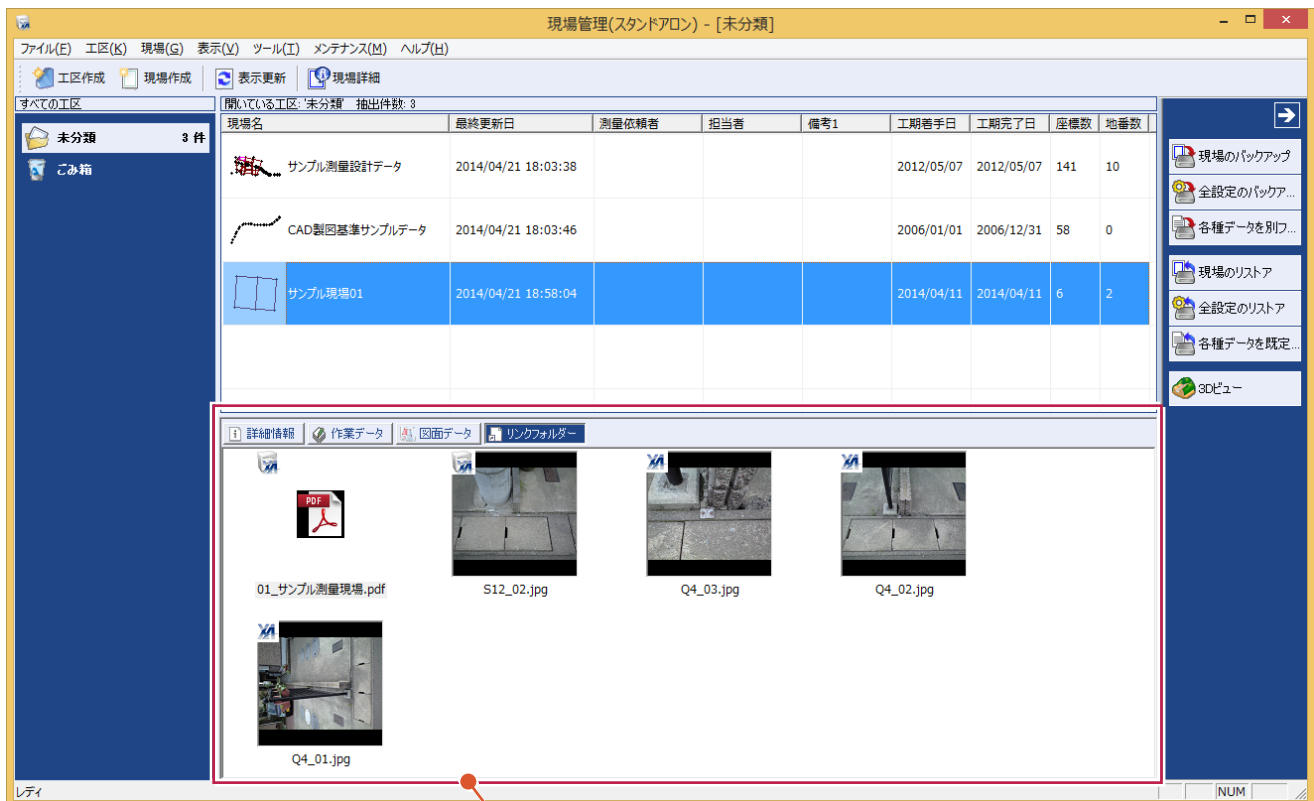 現場管理(スタンドアロン) - [未分類]
ファイル(F) 工区(K) 現場(G) 表示(V) ツール(T) メンテナンス(M) ヘルプ(H)
工区作成 現場作成 表示更新 現場詳細
すべての工区
未分類 3 件
ごみ箱
開いている工区: '未分類' 抽出件数: 3
現場名 最終更新日 測量依頼者 担当者 備考1 工期着手日 工期完了日 座標数 地番数
サンプル測量設計データ 2014/04/21 18:03:38 2012/05/07 2012/05/07 141 10
CAD製図基準サンプルデータ 2014/04/21 18:03:46 2006/01/01 2006/12/31 58 0
サンプル現場01 2014/04/21 18:58:04 2014/04/11 2014/04/11 6 2
現場のバックアップ
全設定のバックア...
各種データを別フ...
現場のリストア
全設定のリストア
各種データを既定...
3Dビュー
詳細情報 作業データ 図面データ リンクフォルダー
PDF
01_サンプル測量現場.pdf S12_02.jpg Q4_03.jpg Q4_02.jpg
Q4_01.jpg
レディ NUM